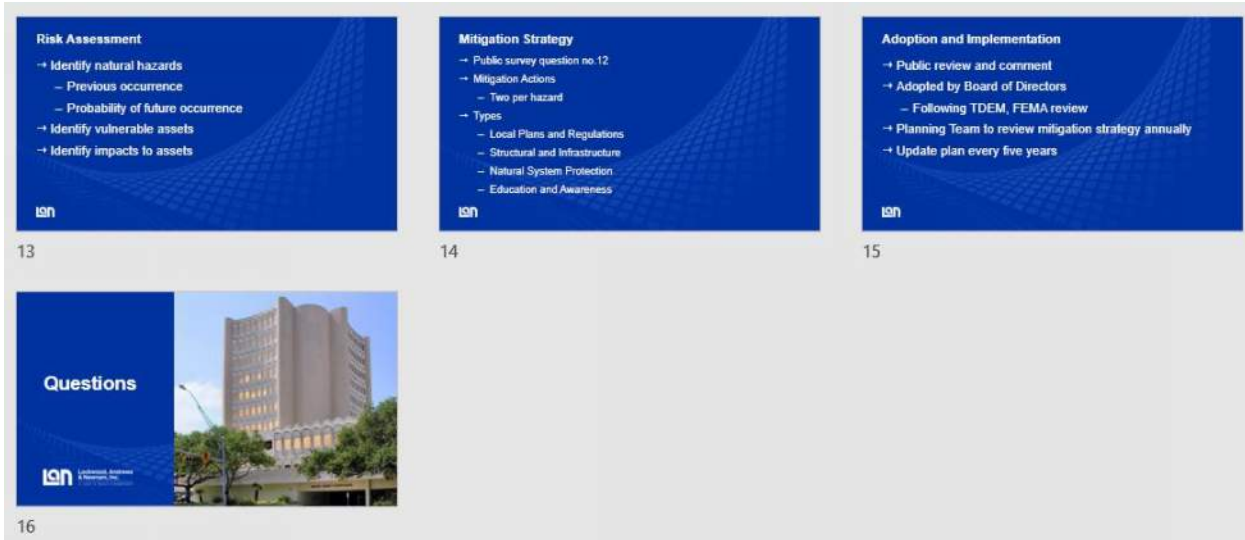 Risk Assessment
→ Identify natural hazards
– Previous occurrence
– Probability of future occurrence
→ Identify vulnerable assets
→ Identify impacts to assets
lan
13
Mitigation Strategy
→ Public survey question no.12
→ Mitigation Actions
– Two per hazard
→ Types
– Local Plans and Regulations
– Structural and Infrastructure
– Natural System Protection
– Education and Awareness
lan
14
Adoption and Implementation
→ Public review and comment
→ Adopted by Board of Directors
– Following TDEM, FEMA review
→ Planning Team to review mitigation strategy annually
→ Update plan every five years
lan
15
Questions
lan
Lockwood, Andrews
& Newnam, Inc.
16